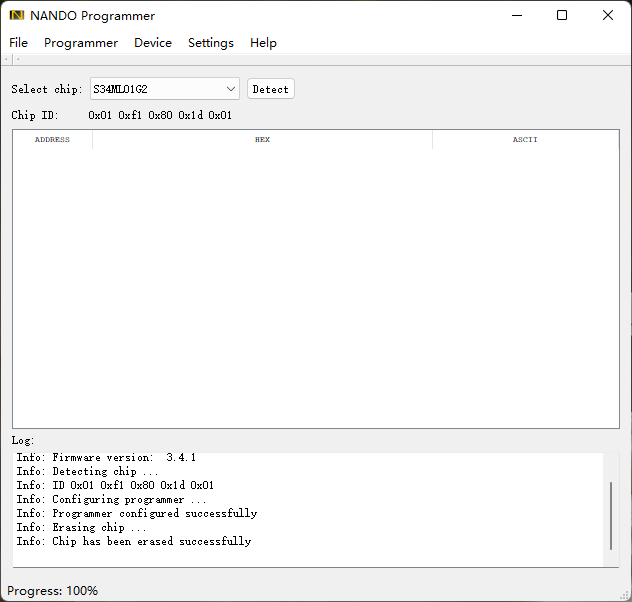 NANDO Programmer
File Programmer Device Settings Help
Select chip: S34ML01G2 Detect
Chip ID: 0x01 0xf1 0x80 0x1d 0x01
ADDRESS HEX ASCII
Log:
Info: Firmware version: 3.4.1
Info: Detecting chip ...
Info: ID 0x01 0xf1 0x80 0x1d 0x01
Info: Configuring programmer ...
Info: Programmer configured successfully
Info: Erasing chip ...
Info: Chip has been erased successfully
Progress: 100%